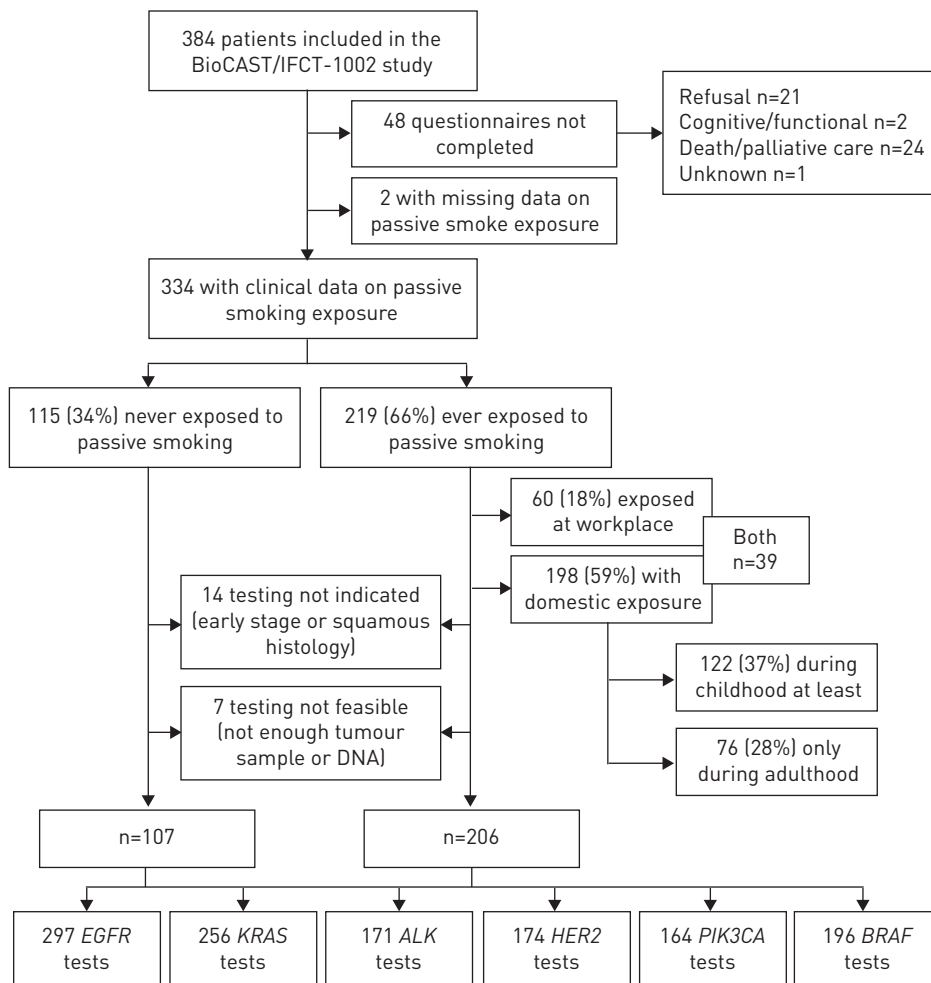 384 patients included in the
BioCAST/IFCT-1002 study
48 questionnaires not
completed
Refusal n=21
Cognitive/functional n=2
Death/palliative care n=24
Unknown n=1
2 with missing data on
passive smoke exposure
334 with clinical data on passive
smoking exposure
115 (34%) never exposed to
passive smoking
219 (66%) ever exposed to
passive smoking
60 (18%) exposed
at workplace
Both
n=39
198 (59%) with
domestic exposure
14 testing not indicated
(early stage or squamous
histology)
122 (37%) during
childhood at least
7 testing not feasible
(not enough tumour
sample or DNA)
76 (28%) only
during adulthood
n=107
n=206
297 EGFR
tests
256 KRAS
tests
171 ALK
tests
174 HER2
tests
164 PIK3CA
tests
196 BRAF
tests